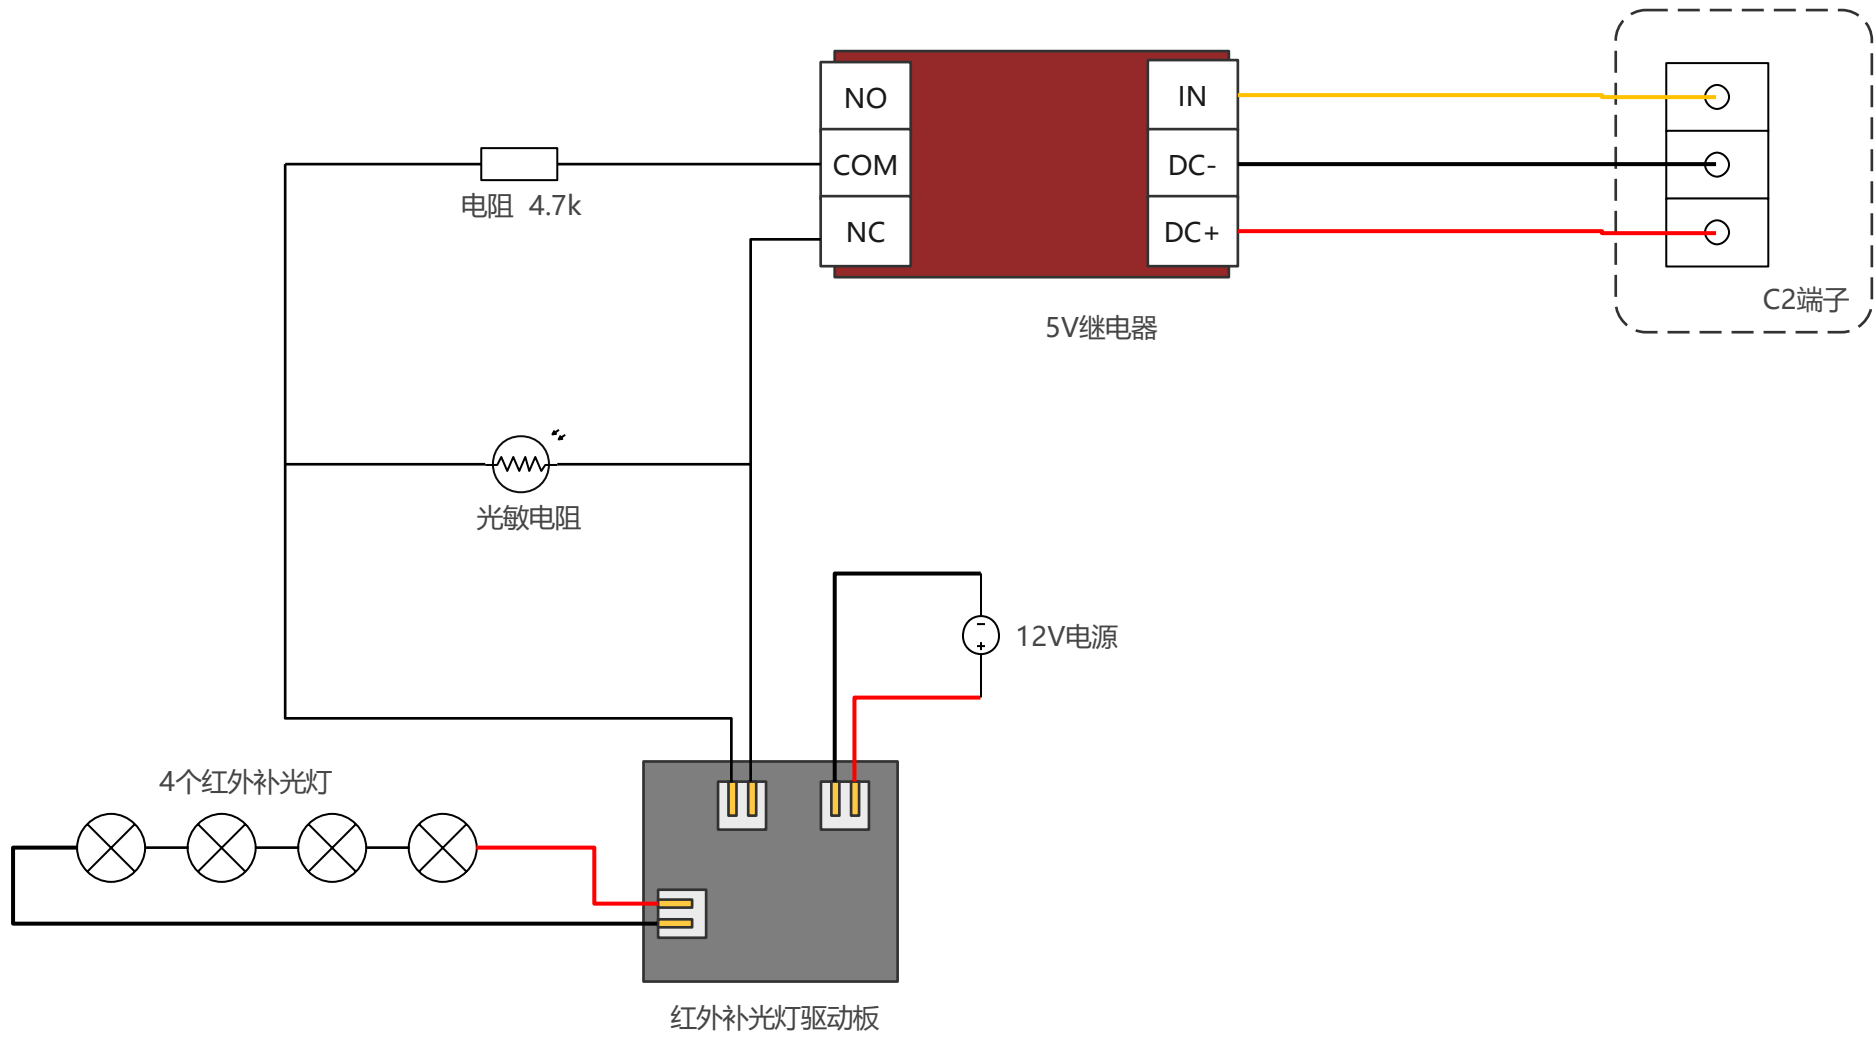 NO
COM
NC
IN
DC-
DC+
C2端子
5V继电器
电阻 4.7k
光敏电阻
12V电源
4个红外补光灯
红外补光灯驱动板